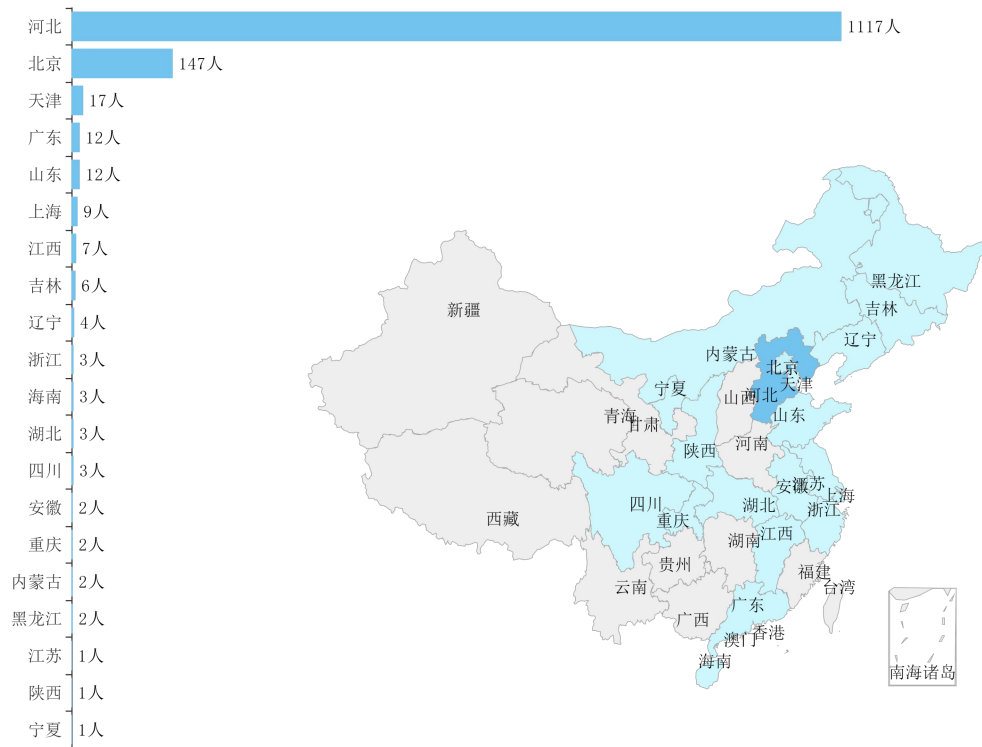 河北 1117人
北京 147人
天津 17人
广东 12人
山东 12人
上海 9人
江西 7人
吉林 6人
辽宁 4人
浙江 3人
海南 3人
湖北 3人
四川 3人
安徽 2人
重庆 2人
内蒙古 2人
黑龙江 2人
江苏 1人
陕西 1人
宁夏 1人
黑龙江
新疆
吉林
辽宁
内蒙古
北京
宁夏
天津
山西
河北
青海
甘肃
山东
河南
陕西
安徽
江苏
上海
四川
湖北
浙江
西藏
重庆
江西
湖南
贵州
福建
云南
台湾
广东
广西
香港
澳门
海南
南海诸岛